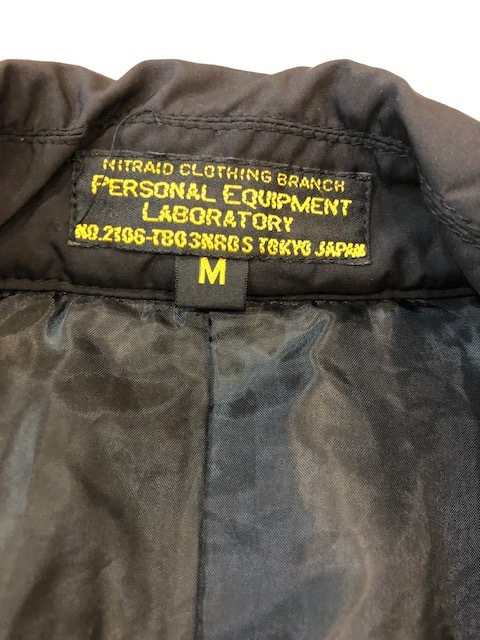 NITRAID CLOTHING BRANCH
PERSONAL EQUIPMENT
LABORATORY
NO.2106-TB03NRGS TOKYO JAPAN
M